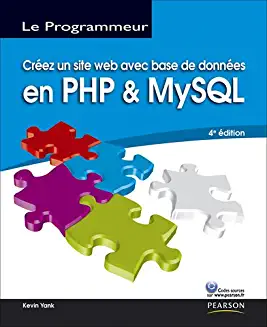 Le Programmeur
Créez un site web avec base de données
en PHP & MySQL
4e édition
Kevin Yank
Codes sources
sur www.pearson.fr
PEARSON